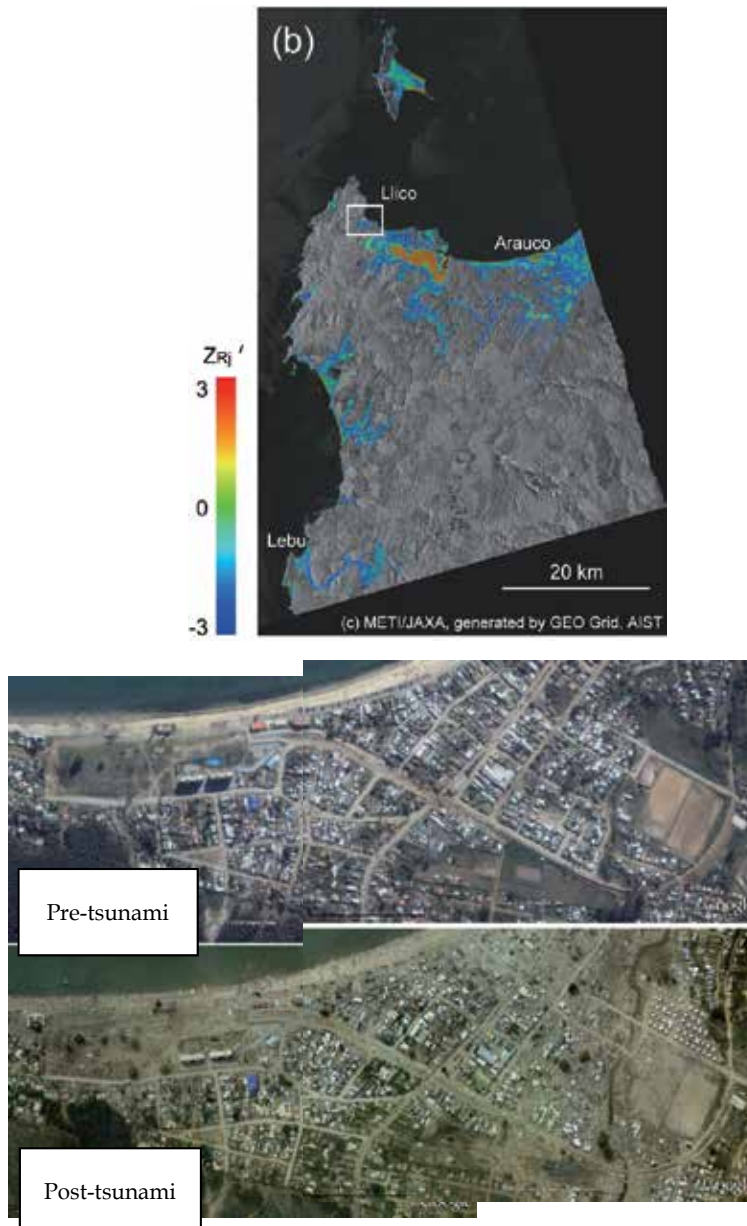 (b)
Llico
Arauco
ZRj ′
3
0
-3
Lebu
20 km
(c) METI/JAXA, generated by GEO Grid, AIST
Pre-tsunami
Post-tsunami